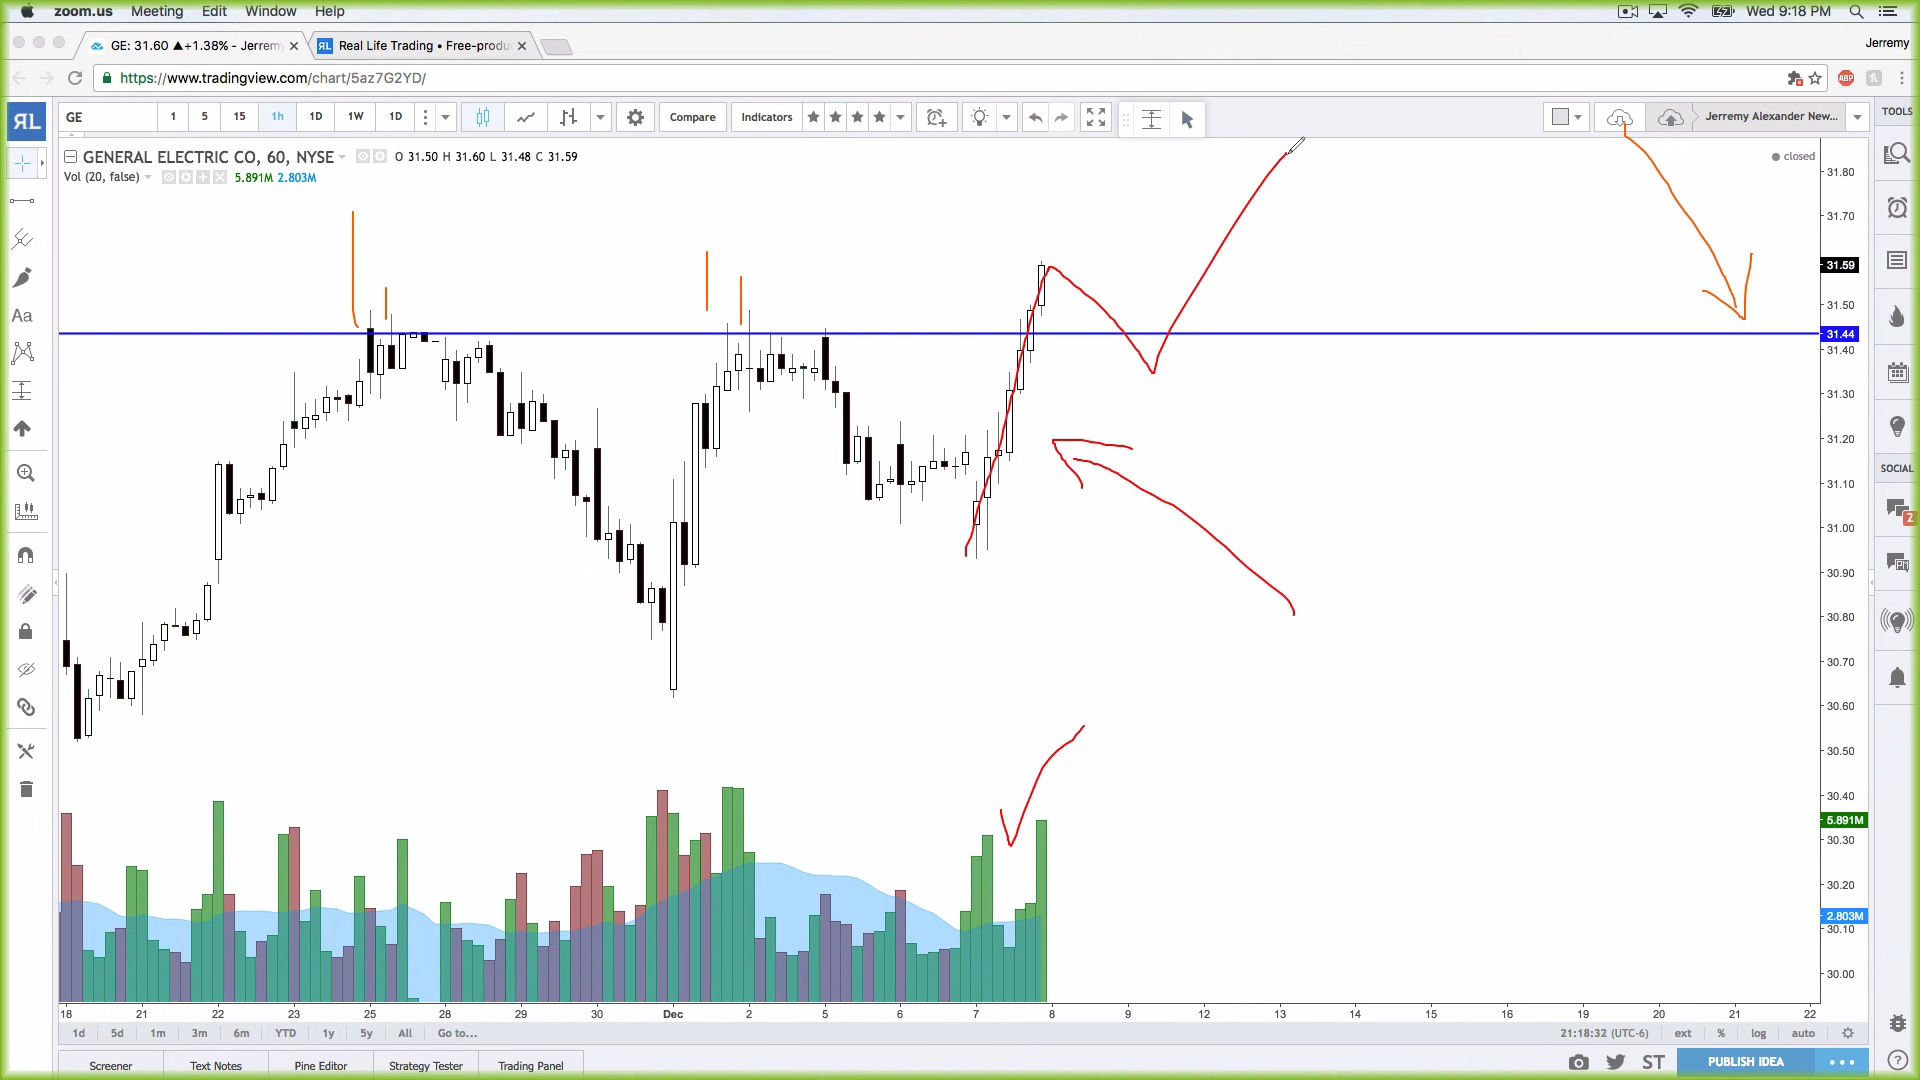 zoom.us Meeting Edit Window Help Wed 9:18 PM
GE: 31.60 ▲+1.38% - Jerremy Real Life Trading • Free-produ Jerremy
https://www.tradingview.com/chart/5az7G2YD/ ABP
ЯL GE 1 5 15 1h 1D 1W 1D Compare Indicators Jerremy Alexander New... TOOLS
GENERAL ELECTRIC CO, 60, NYSE O 31.50 H 31.60 L 31.48 C 31.59 closed
Vol (20, false) 5.891M 2.803M
31.80
31.70
31.59
31.50
31.44
31.40
31.30
31.20
31.10
31.00
30.90
30.80
30.70
30.60
30.50
30.40
5.891M
30.30
30.20
2.803M
30.10
30.00
Aa
SOCIAL
2
18 21 22 23 25 28 29 30 Dec 2 5 6 7 8 9 12 13 14 15 16 19 20 21 22
1d 5d 1m 3m 6m YTD 1y 5y All Go to... 21:18:32 (UTC-6) ext % log auto
Screener Text Notes Pine Editor Strategy Tester Trading Panel ST PUBLISH IDEA